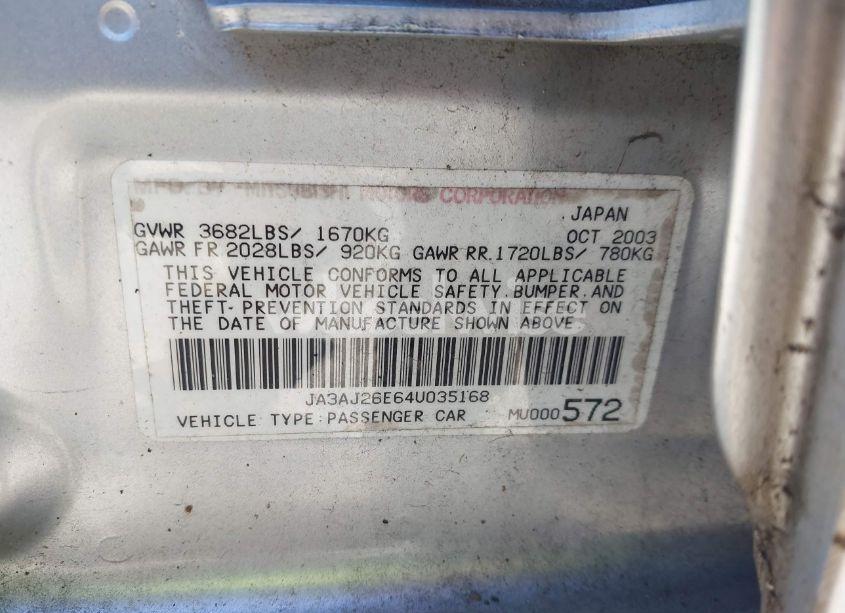 MFD. BY MITSUBISHI MOTORS CORPORATION
JAPAN
GVWR 3682LBS/ 1670KG OCT 2003
GAWR FR 2028LBS/ 920KG GAWR RR. 1720LBS/ 780KG
THIS VEHICLE CONFORMS TO ALL APPLICABLE
FEDERAL MOTOR VEHICLE SAFETY, BUMPER, AND
THEFT-PREVENTION STANDARDS IN EFFECT ON
THE DATE OF MANUFACTURE SHOWN ABOVE
JA3AJ26E64U035168
VEHICLE TYPE:PASSENGER CAR MU000572